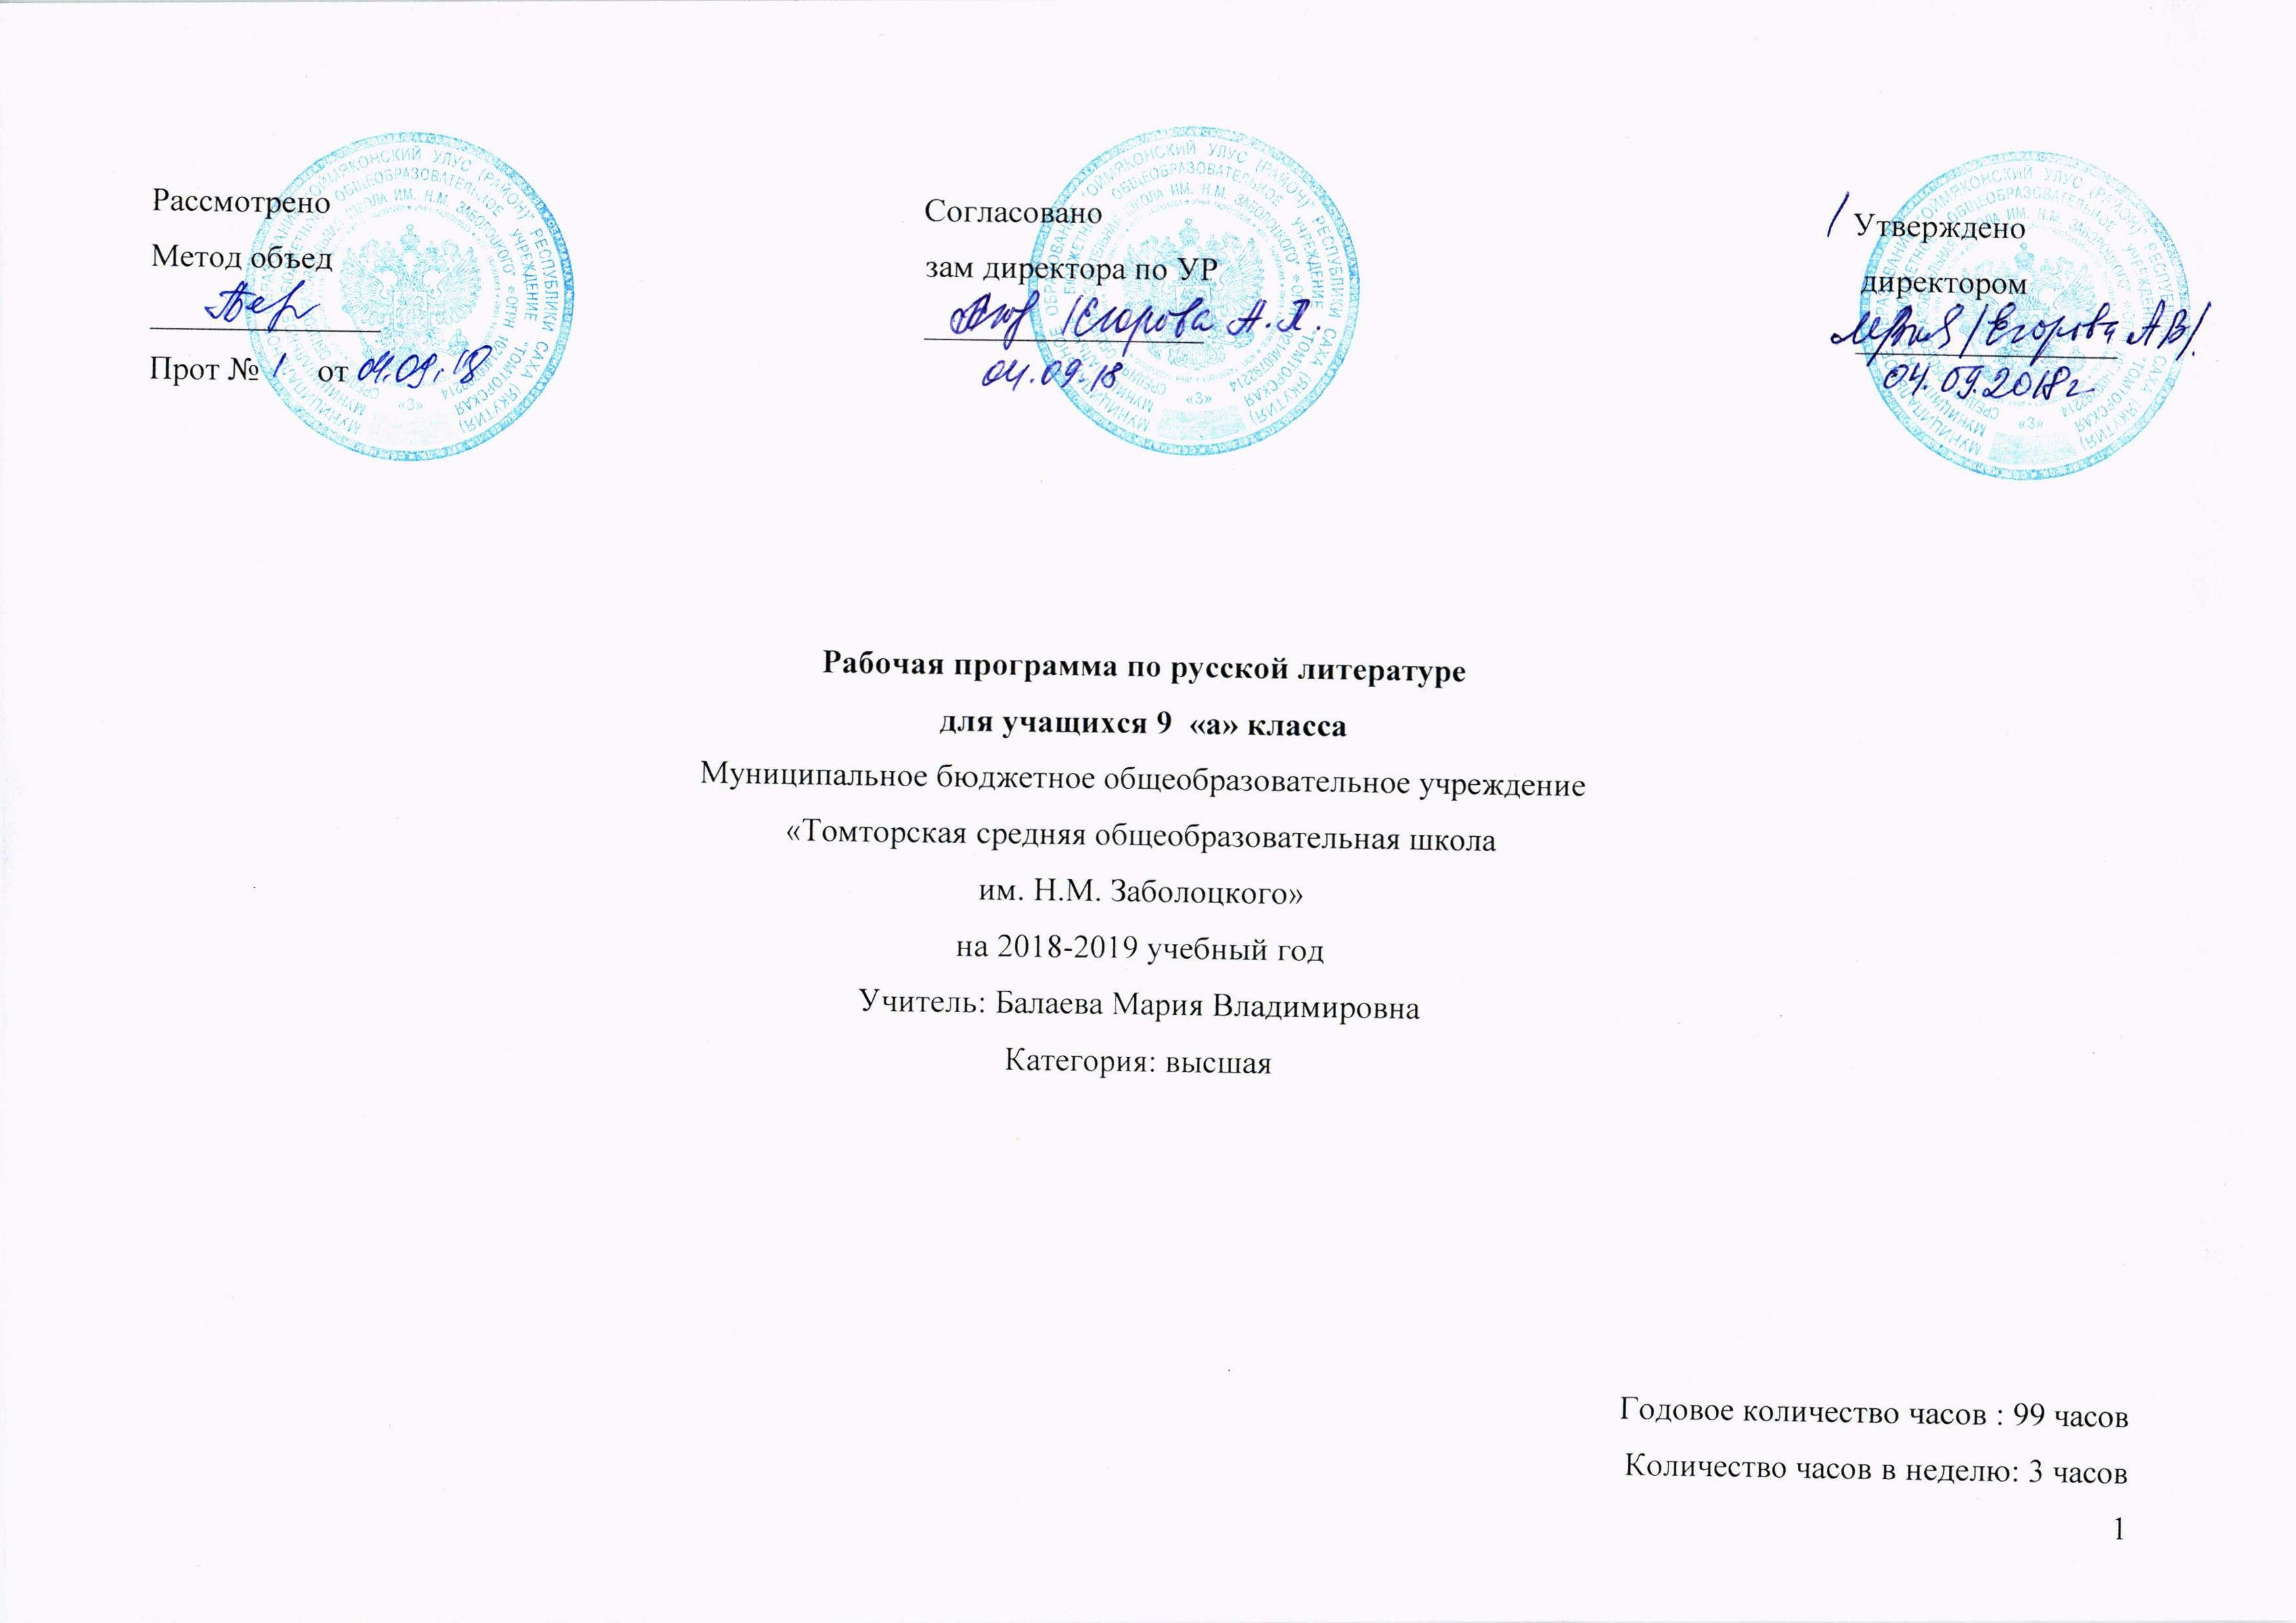 Рассмотрено
Метод объед
Прот № 1 от 04.09.18
Согласовано
зам директора по УР
/Егорова А.П.
04.09.18
Утверждено
директором
/Егорова АВ/.
04.09.2018г
Рабочая программа по русской литературе
для учащихся 9 «а» класса
Муниципальное бюджетное общеобразовательное учреждение
«Томторская средняя общеобразовательная школа
им. Н.М. Заболоцкого»
на 2018-2019 учебный год
Учитель: Балаева Мария Владимировна
Категория: высшая
Годовое количество часов : 99 часов
Количество часов в неделю: 3 часов
1